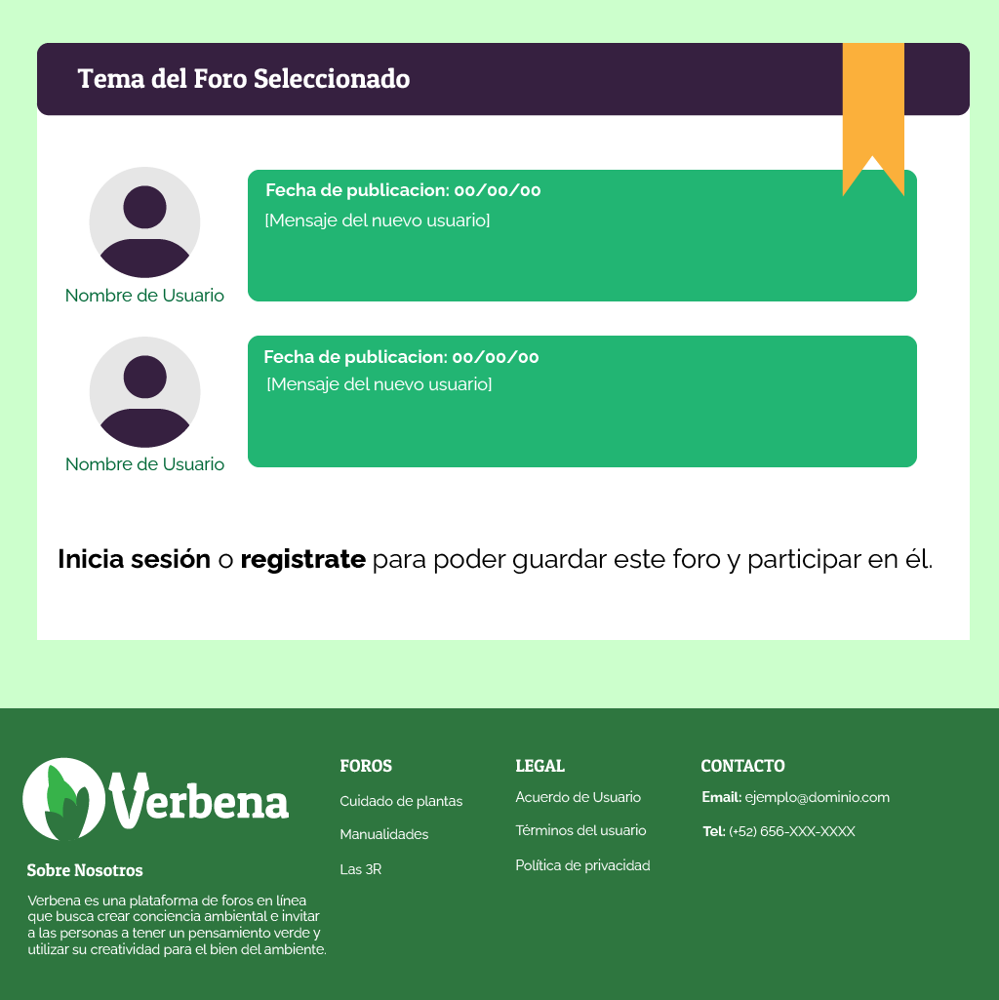 Tema del Foro Seleccionado
Fecha de publicacion: 00/00/00
[Mensaje del nuevo usuario]
Nombre de Usuario
Fecha de publicacion: 00/00/00
[Mensaje del nuevo usuario]
Nombre de Usuario
Inicia sesión o registrate para poder guardar este foro y participar en él.
Verbena
Sobre Nosotros
Verbena es una plataforma de foros en línea
que busca crear conciencia ambiental e invitar
a las personas a tener un pensamiento verde y
utilizar su creatividad para el bien del ambiente.
FOROS
Cuidado de plantas
Manualidades
Las 3R
LEGAL
Acuerdo de Usuario
Términos del usuario
Política de privacidad
CONTACTO
Email: ejemplo@dominio.com
Tel: (+52) 656-XXX-XXXX